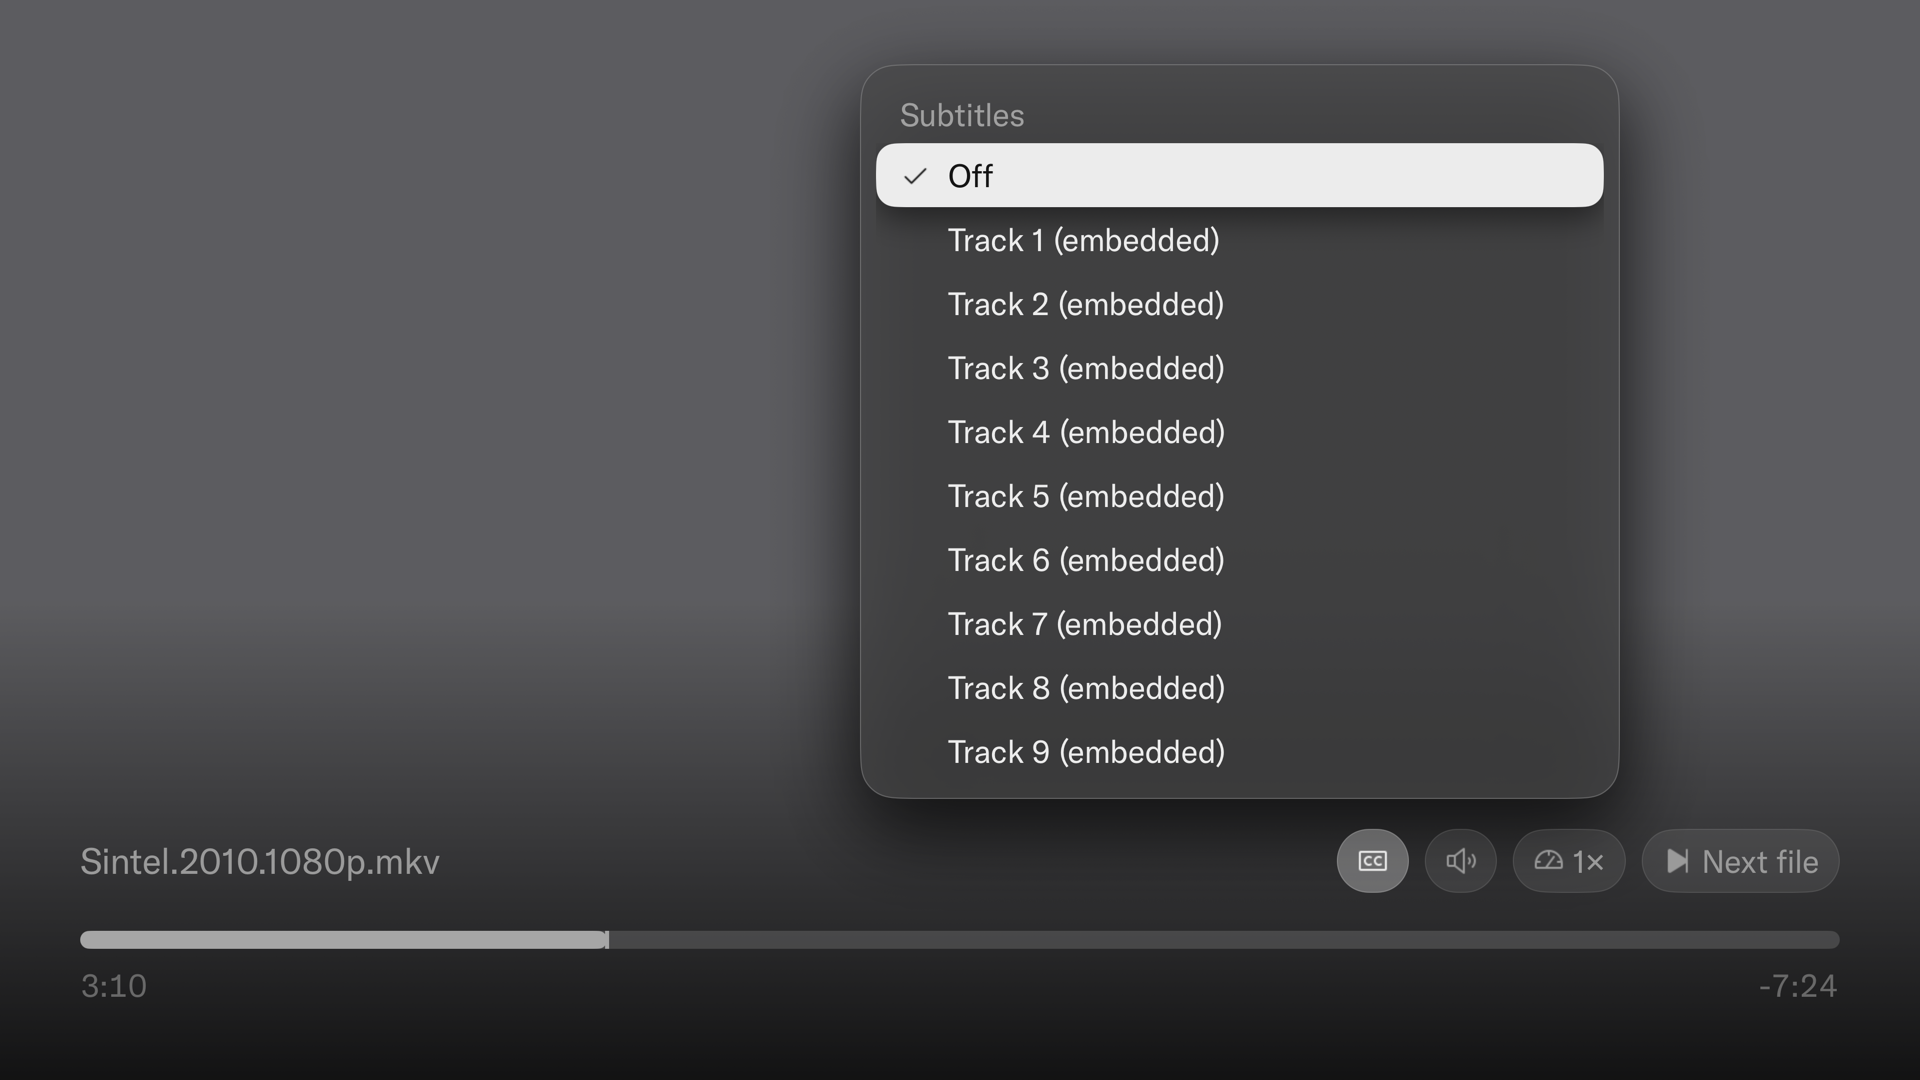 Subtitles
Off
Track 1 (embedded)
Track 2 (embedded)
Track 3 (embedded)
Track 4 (embedded)
Track 5 (embedded)
Track 6 (embedded)
Track 7 (embedded)
Track 8 (embedded)
Track 9 (embedded)
Sintel.2010.1080p.mkv
CC
1×
Next file
3:10
-7:24